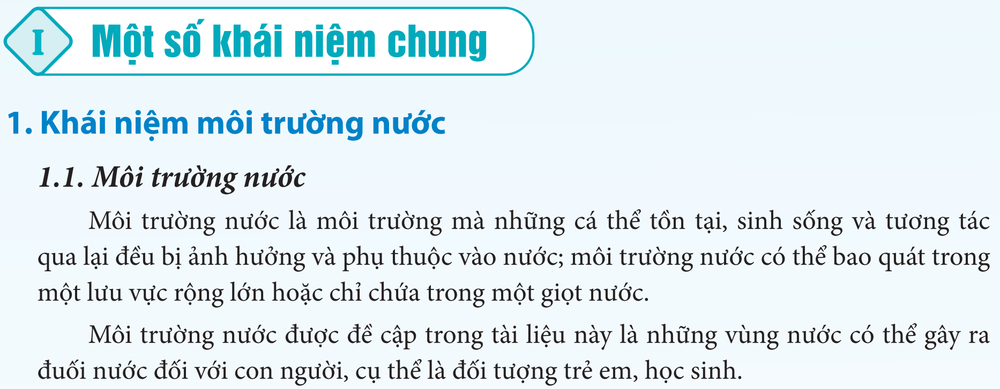 I Một số khái niệm chung
1. Khái niệm môi trường nước
1.1. Môi trường nước
Môi trường nước là môi trường mà những cá thể tồn tại, sinh sống và tương tác
qua lại đều bị ảnh hưởng và phụ thuộc vào nước; môi trường nước có thể bao quát trong
một lưu vực rộng lớn hoặc chỉ chứa trong một giọt nước.
Môi trường nước được đề cập trong tài liệu này là những vùng nước có thể gây ra
đuối nước đối với con người, cụ thể là đối tượng trẻ em, học sinh.